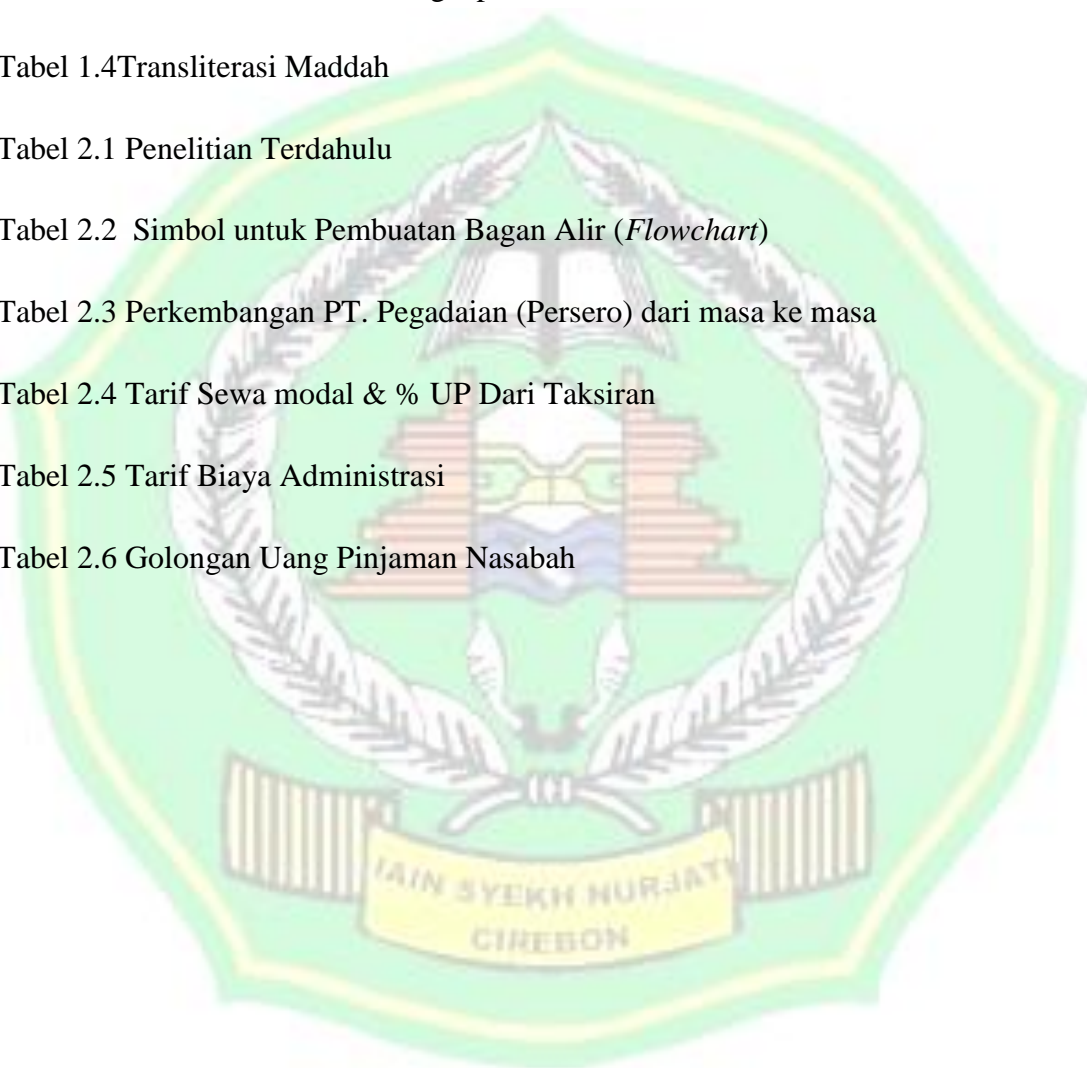 Tabel 1.4Transliterasi Maddah
Tabel 2.1 Penelitian Terdahulu
Tabel 2.2 Simbol untuk Pembuatan Bagan Alir (Flowchart)
Tabel 2.3 Perkembangan PT. Pegadaian (Persero) dari masa ke masa
Tabel 2.4 Tarif Sewa modal & % UP Dari Taksiran
Tabel 2.5 Tarif Biaya Administrasi
Tabel 2.6 Golongan Uang Pinjaman Nasabah
IAIN SYEKH NURJATI
CIREBON